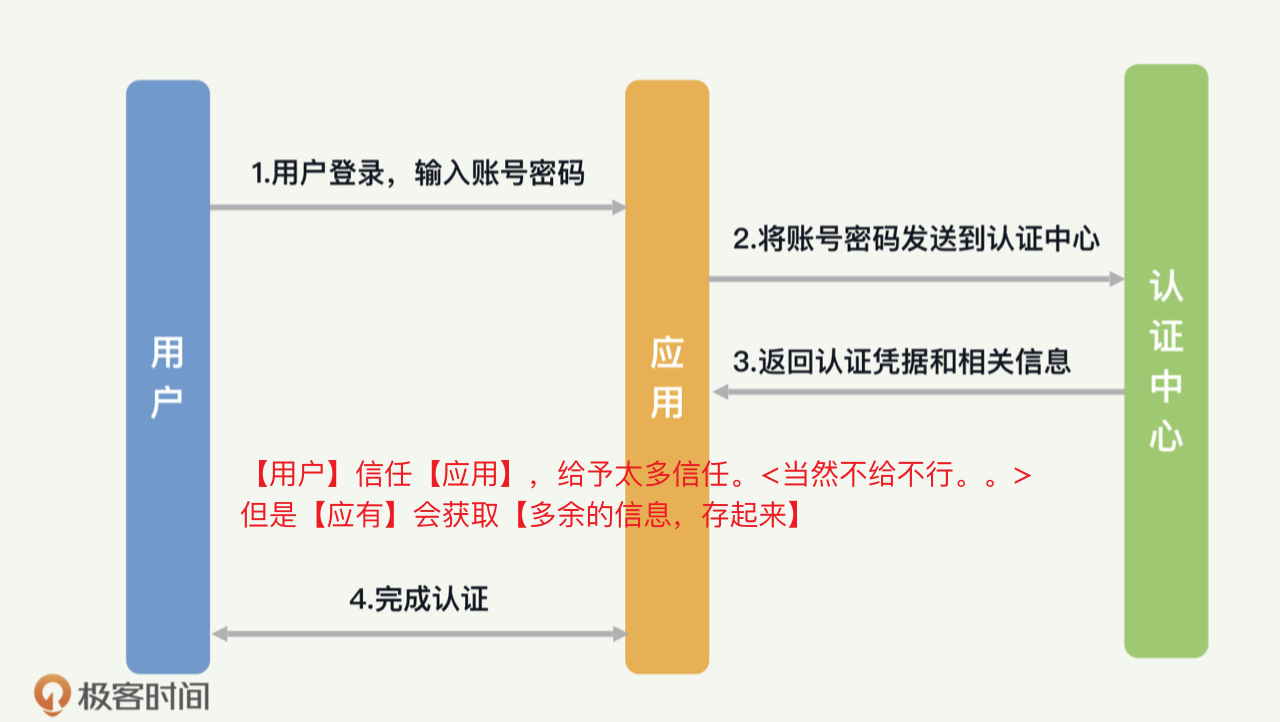 1.用户登录，输入账号密码
2.将账号密码发送到认证中心
用户
应用
认证中心
3.返回认证凭据和相关信息
【用户】信任【应用】，给予太多信任。<当然不给不行。。>
但是【应有】会获取【多余的信息，存起来】
4.完成认证
极客时间